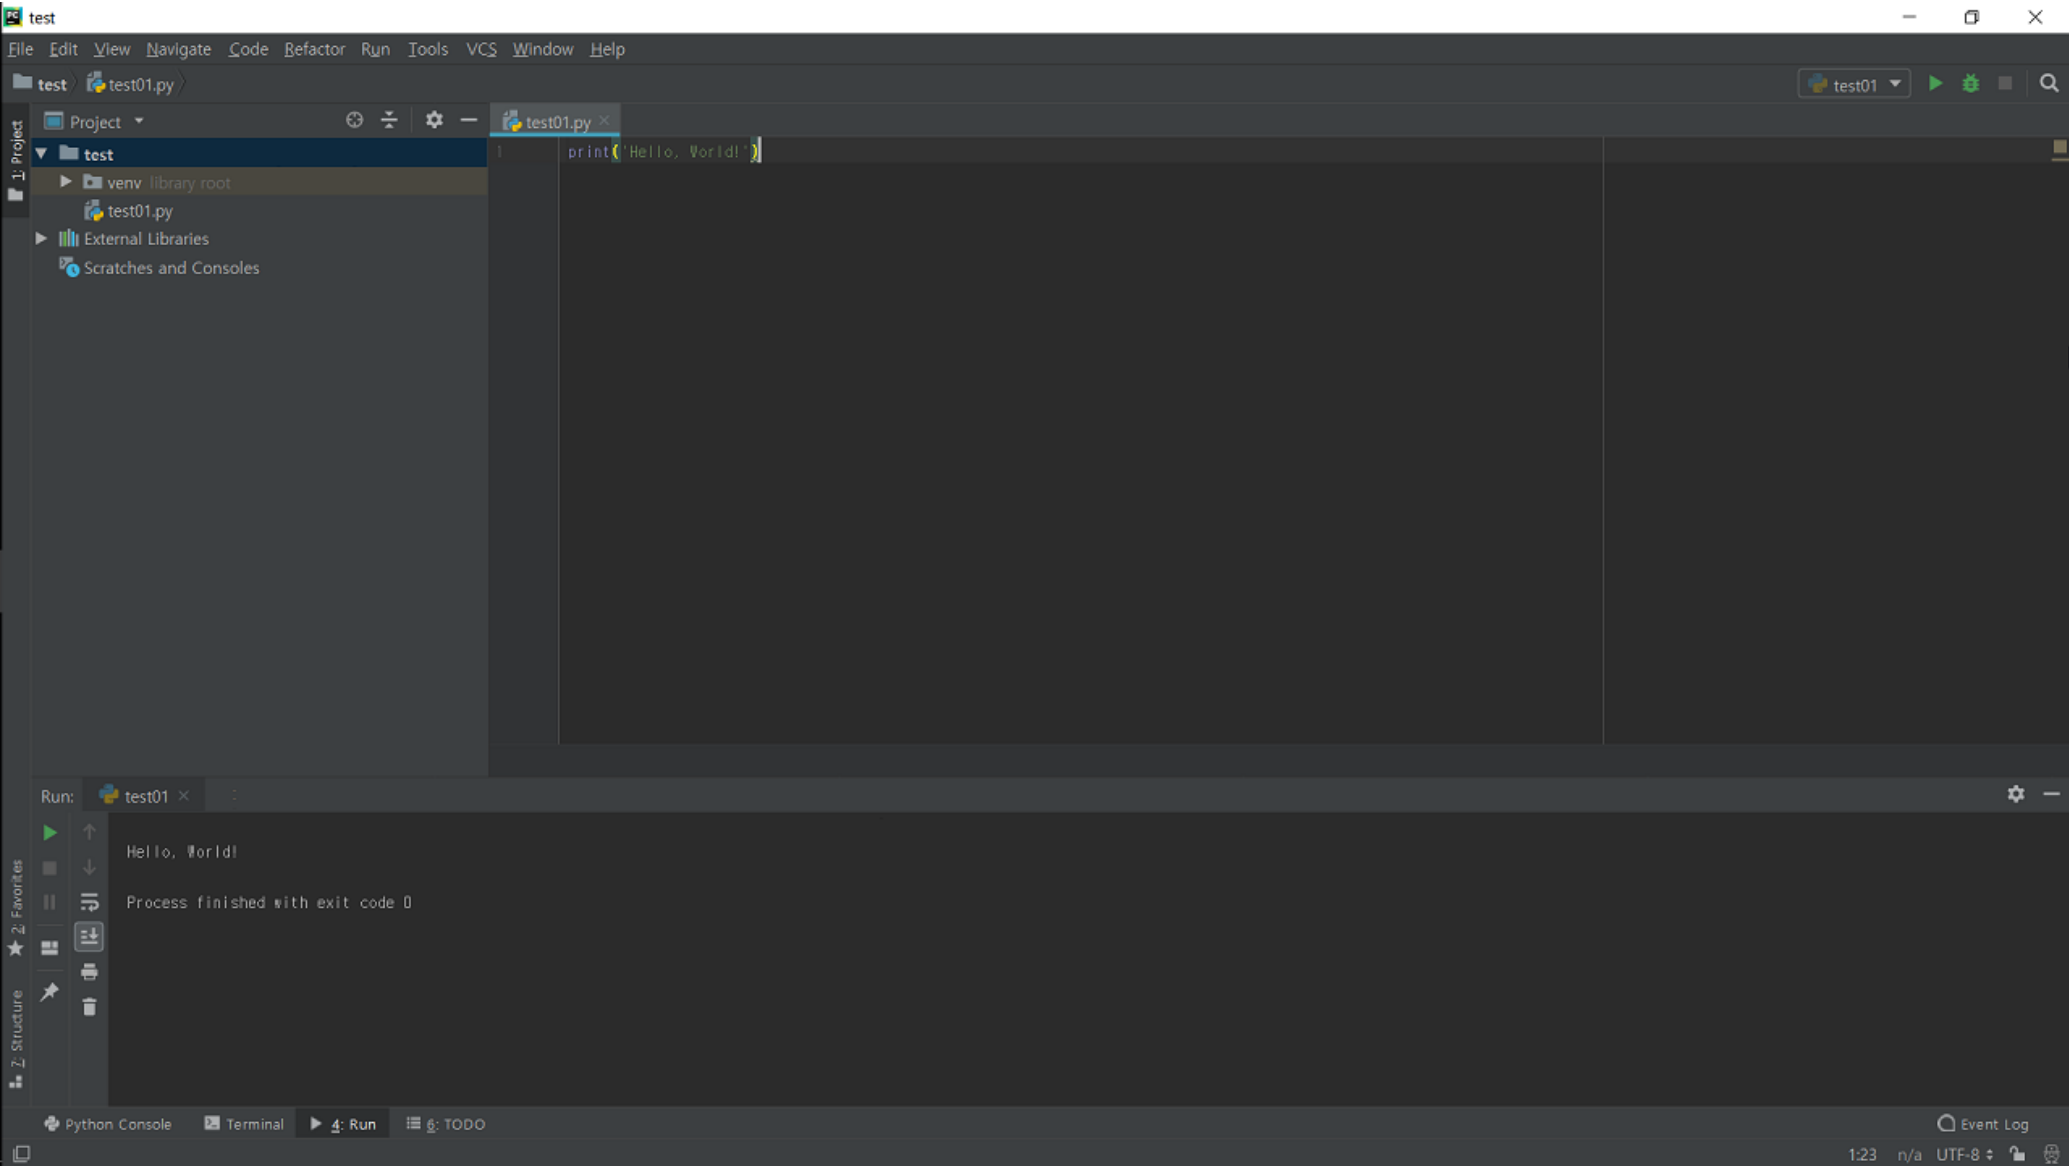 test
File Edit View Navigate Code Refactor Run Tools VCS Window Help
test test01.py test01
1: Project
Project
test01.py
test
venv library root
test01.py
External Libraries
Scratches and Consoles
1 print('Hello, World!')
Run: test01
Hello, World!
Process finished with exit code 0
2: Favorites
7: Structure
Python Console Terminal 4: Run 6: TODO Event Log
1:23 n/a UTF-8